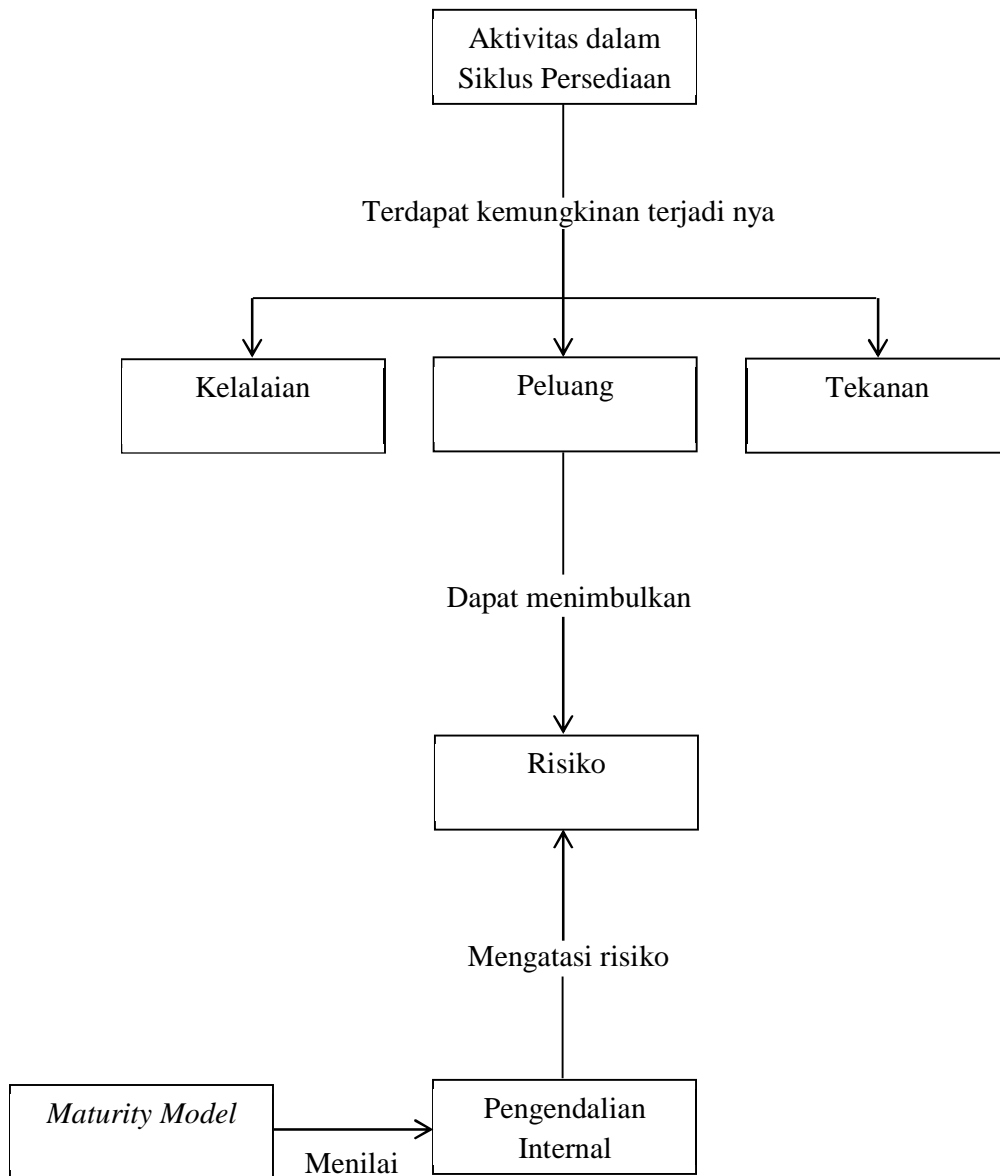 Aktivitas dalam
Siklus Persediaan
Terdapat kemungkinan terjadi nya
Kelalaian
Peluang
Tekanan
Dapat menimbulkan
Risiko
Mengatasi risiko
Maturity Model
Menilai
Pengendalian
Internal